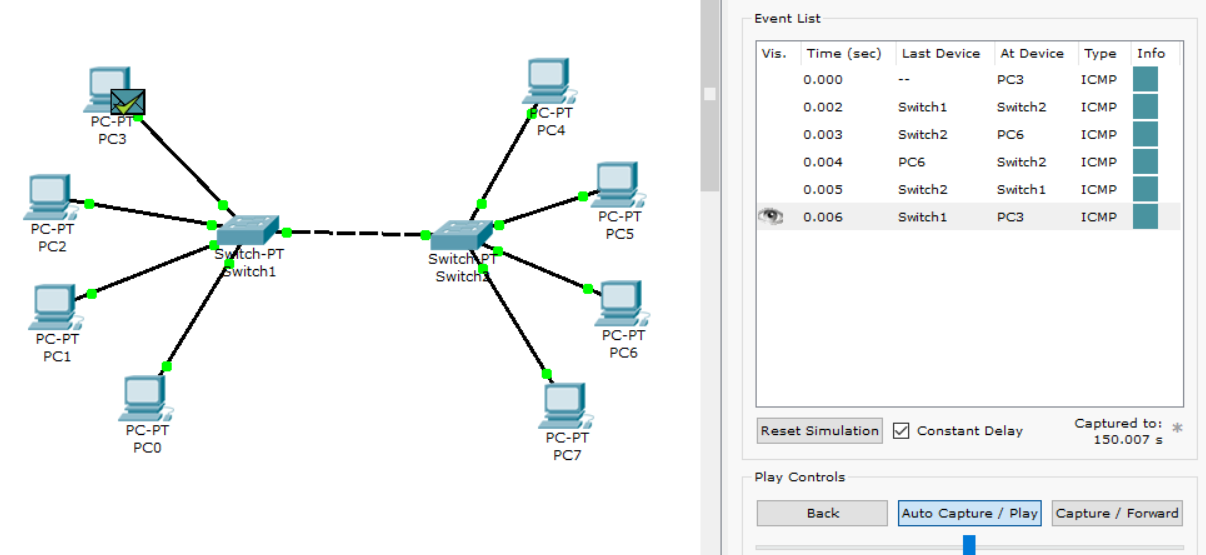 PC-PT
PC3
PC-PT
PC4
PC-PT
PC2
PC-PT
PC5
Switch-PT
Switch1
Switch-PT
Switch2
PC-PT
PC1
PC-PT
PC6
PC-PT
PC0
PC-PT
PC7
Event List
Vis. Time (sec) Last Device At Device Type Info
0.000 -- PC3 ICMP
0.002 Switch1 Switch2 ICMP
0.003 Switch2 PC6 ICMP
0.004 PC6 Switch2 ICMP
0.005 Switch2 Switch1 ICMP
0.006 Switch1 PC3 ICMP
Reset Simulation Constant Delay Captured to: *
150.007 s
Play Controls
Back Auto Capture / Play Capture / Forward